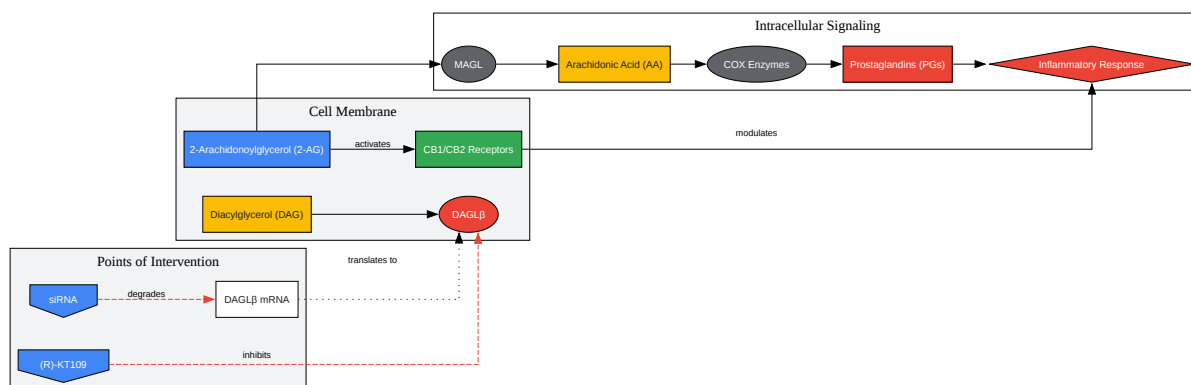 Intracellular Signaling
MAGL
Arachidonic Acid (AA)
COX Enzymes
Prostaglandins (PGs)
Inflammatory Response
Cell Membrane
2-Arachidonoylglycerol (2-AG)
activates
CB1/CB2 Receptors
modulates
Diacylglycerol (DAG)
DAGLβ
Points of Intervention
translates to
siRNA
degrades
DAGLβ mRNA
(R)-KT109
inhibits